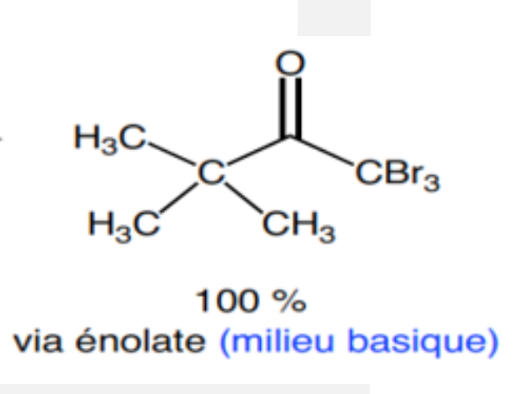 O
H₃C
C
CBr₃
H₃C
CH₃
100 %
via énolate (milieu basique)